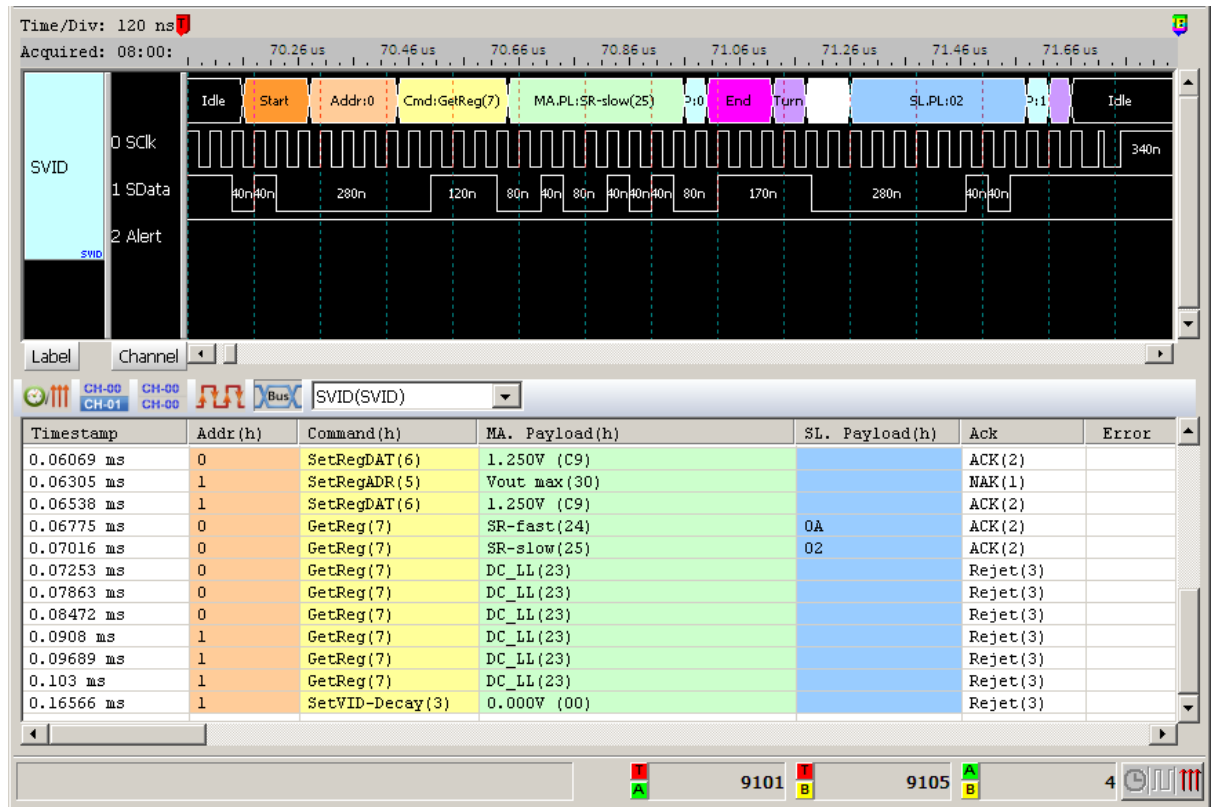 Time/Div: 120 ns T B
Acquired: 08:00: 70.26 us 70.46 us 70.66 us 70.86 us 71.06 us 71.26 us 71.46 us 71.66 us
Idle Start Addr:0 Cmd:GetReg(7) MA.PL:SR-slow(25) P:0 End Turn SL.PL:02 P:1 Idle
SVID
0 SClk 340n
1 SData 40n 40n 280n 120n 80n 40n 80n 40n 40n 40n 80n 170n 280n 40n 40n
2 Alert
SVID
Label Channel
CH-00 CH-01 CH-00 CH-00 Bus SVID(SVID)
Timestamp Addr(h) Command(h) MA. Payload(h) SL. Payload(h) Ack Error
0.06069 ms 0 SetRegDAT(6) 1.250V (C9) ACK(2)
0.06305 ms 1 SetRegADR(5) Vout max(30) NAK(1)
0.06538 ms 1 SetRegDAT(6) 1.250V (C9) ACK(2)
0.06775 ms 0 GetReg(7) SR-fast(24) 0A ACK(2)
0.07016 ms 0 GetReg(7) SR-slow(25) 02 ACK(2)
0.07253 ms 0 GetReg(7) DC_LL(23) Rejet(3)
0.07863 ms 0 GetReg(7) DC_LL(23) Rejet(3)
0.08472 ms 0 GetReg(7) DC_LL(23) Rejet(3)
0.0908 ms 1 GetReg(7) DC_LL(23) Rejet(3)
0.09689 ms 1 GetReg(7) DC_LL(23) Rejet(3)
0.103 ms 1 GetReg(7) DC_LL(23) Rejet(3)
0.16566 ms 1 SetVID-Decay(3) 0.000V (00) Rejet(3)
T A 9101 T B 9105 A B 4